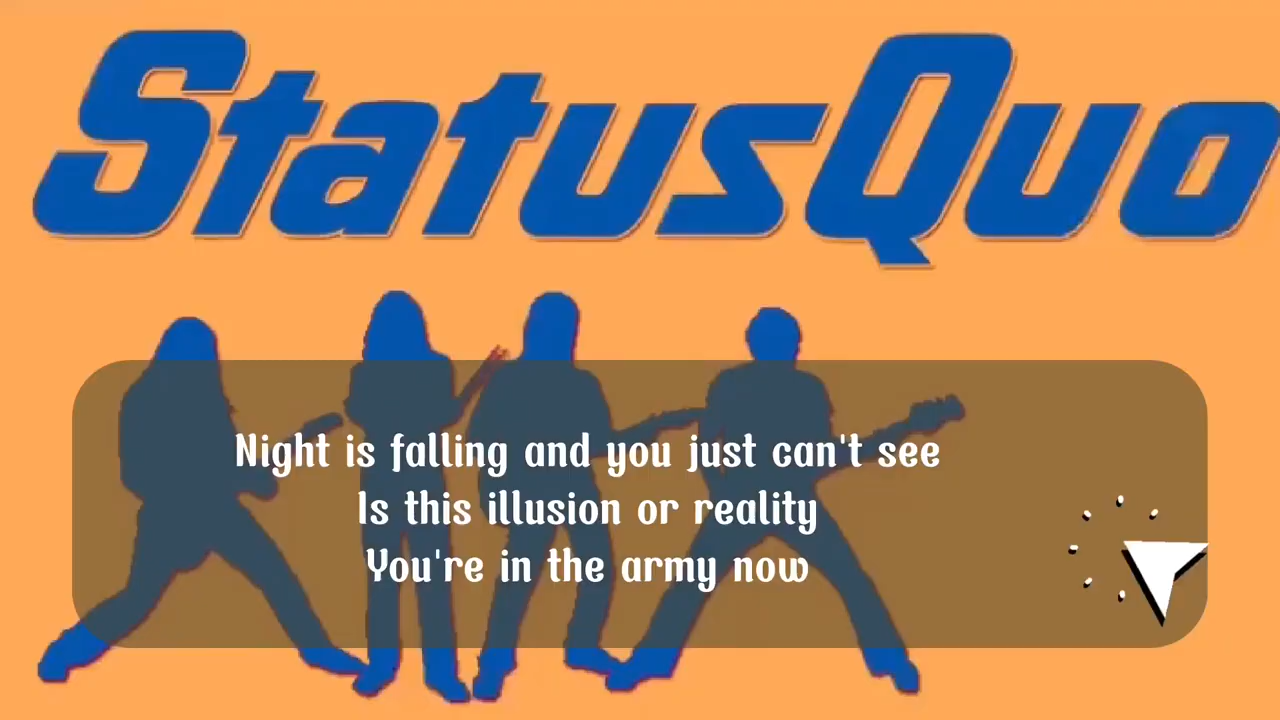 StatusQuo
Night is falling and you just can't see
Is this illusion or reality
You're in the army now